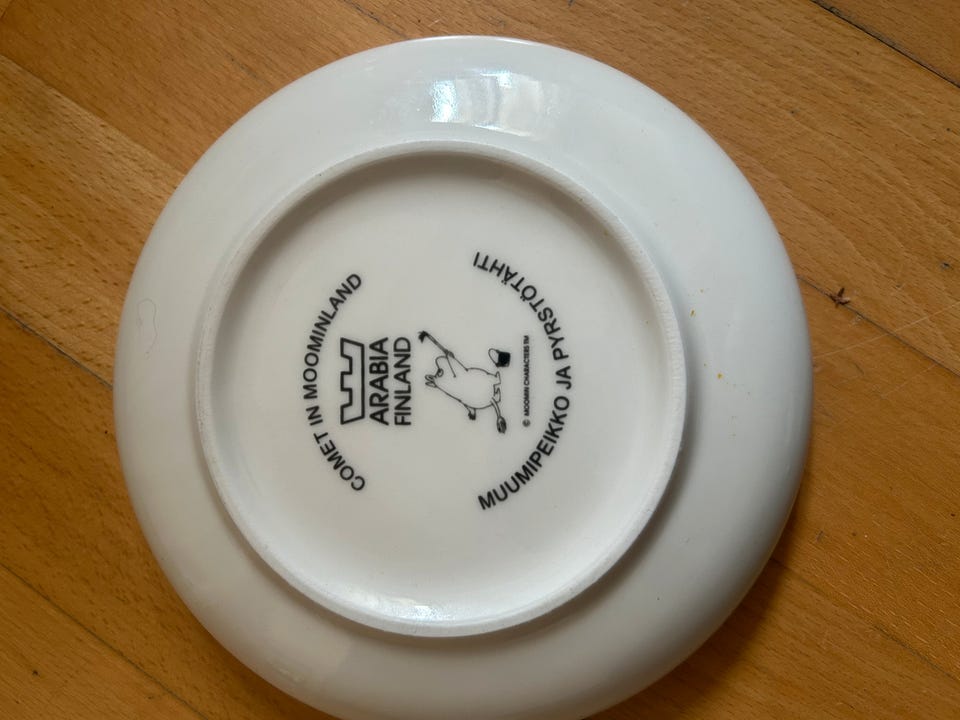 COMET IN MOOMINLAND
ARABIA
FINLAND
© MOOMIN CHARACTERS TM
MUUMIPEIKKO JA PYRSTÖTÄHTI